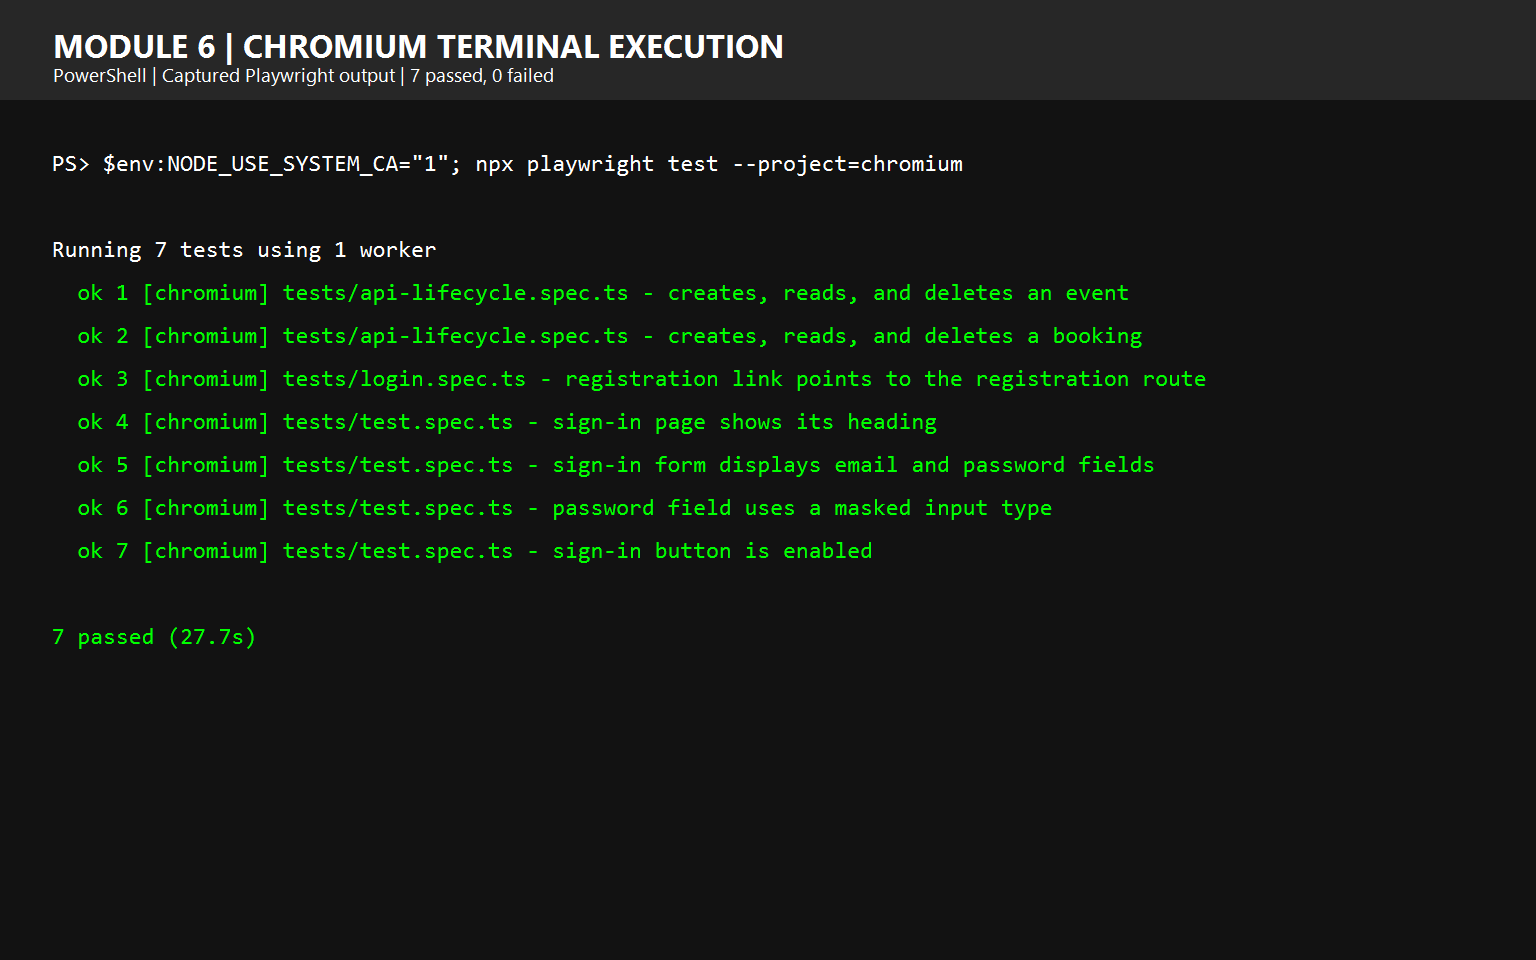 MODULE 6 | CHROMIUM TERMINAL EXECUTION
PowerShell | Captured Playwright output | 7 passed, 0 failed
PS> $env:NODE_USE_SYSTEM_CA="1"; npx playwright test --project=chromium
Running 7 tests using 1 worker
ok 1 [chromium] tests/api-lifecycle.spec.ts - creates, reads, and deletes an event
ok 2 [chromium] tests/api-lifecycle.spec.ts - creates, reads, and deletes a booking
ok 3 [chromium] tests/login.spec.ts - registration link points to the registration route
ok 4 [chromium] tests/test.spec.ts - sign-in page shows its heading
ok 5 [chromium] tests/test.spec.ts - sign-in form displays email and password fields
ok 6 [chromium] tests/test.spec.ts - password field uses a masked input type
ok 7 [chromium] tests/test.spec.ts - sign-in button is enabled
7 passed (27.7s)